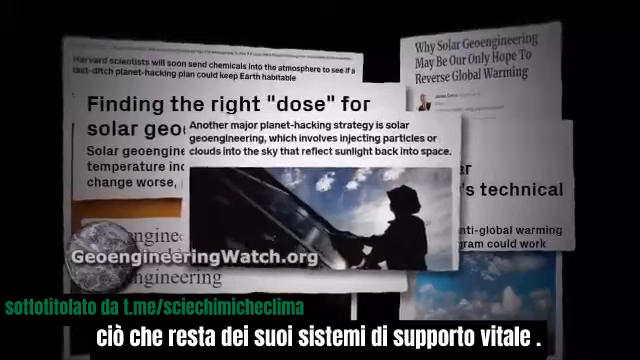 Harvard scientists will soon send chemicals into the atmosphere to see if a
last-ditch planet-hacking plan could keep Earth habitable
Why Solar Geoengineering
May Be Our Only Hope To
Reverse Global Warming
Finding the right "dose" for
solar geo
Solar geoengine
temperature inc
change worse,
Another major planet-hacking strategy is solar
geoengineering, which involves injecting particles or
clouds into the sky that reflect sunlight back into space.
's technical
nti-global warming
gram could work
engine
GeoengineeringWatch.org
engineering
sottotitolato da t.me/sciechimicheclima
ciò che resta dei suoi sistemi di supporto vitale .